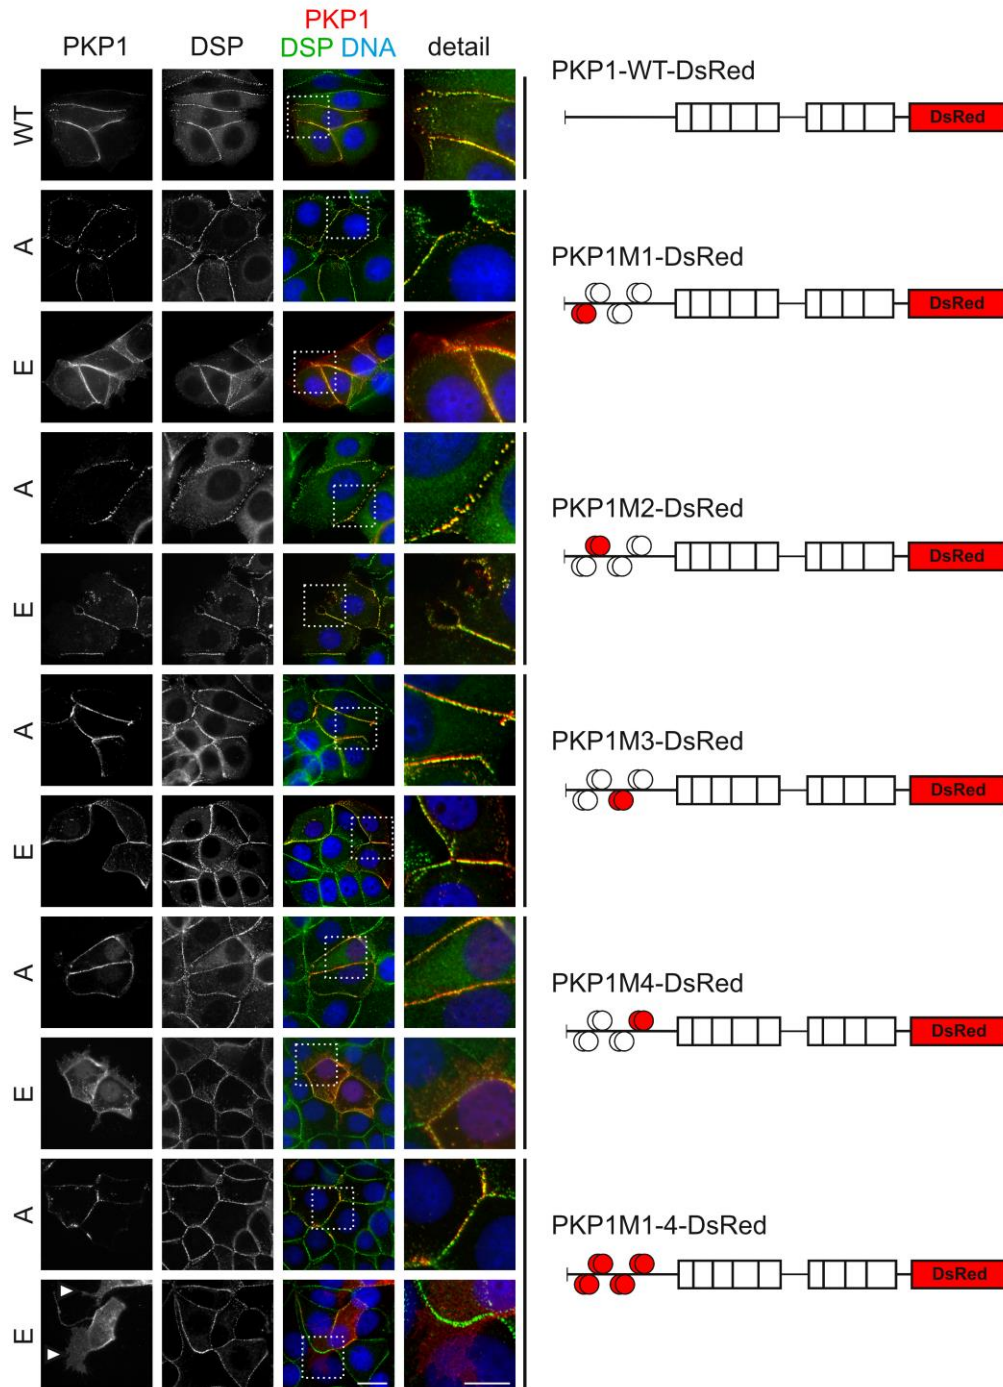 PKP1
PKP1 DSP DSP DNA detail
WT PKP1-WT-DsRed
DsRed
A
PKP1M1-DsRed
DsRed
E
A
PKP1M2-DsRed
DsRed
E
A
PKP1M3-DsRed
DsRed
E
A
PKP1M4-DsRed
DsRed
E
A
PKP1M1-4-DsRed
DsRed
E